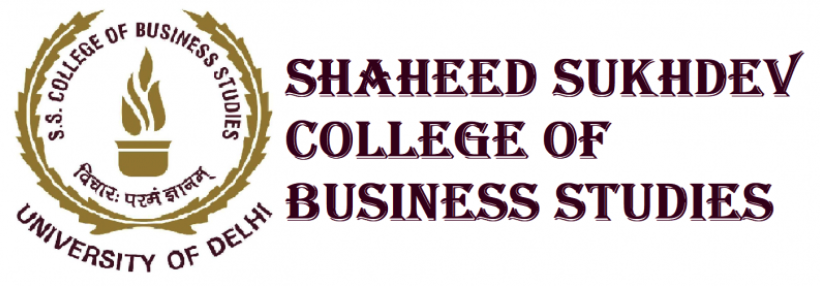 S.S. COLLEGE OF BUSINESS STUDIES
विचारः परमं ज्ञानम्
UNIVERSITY OF DELHI
SHAHEED SUKHDEV
COLLEGE OF
BUSINESS STUDIES